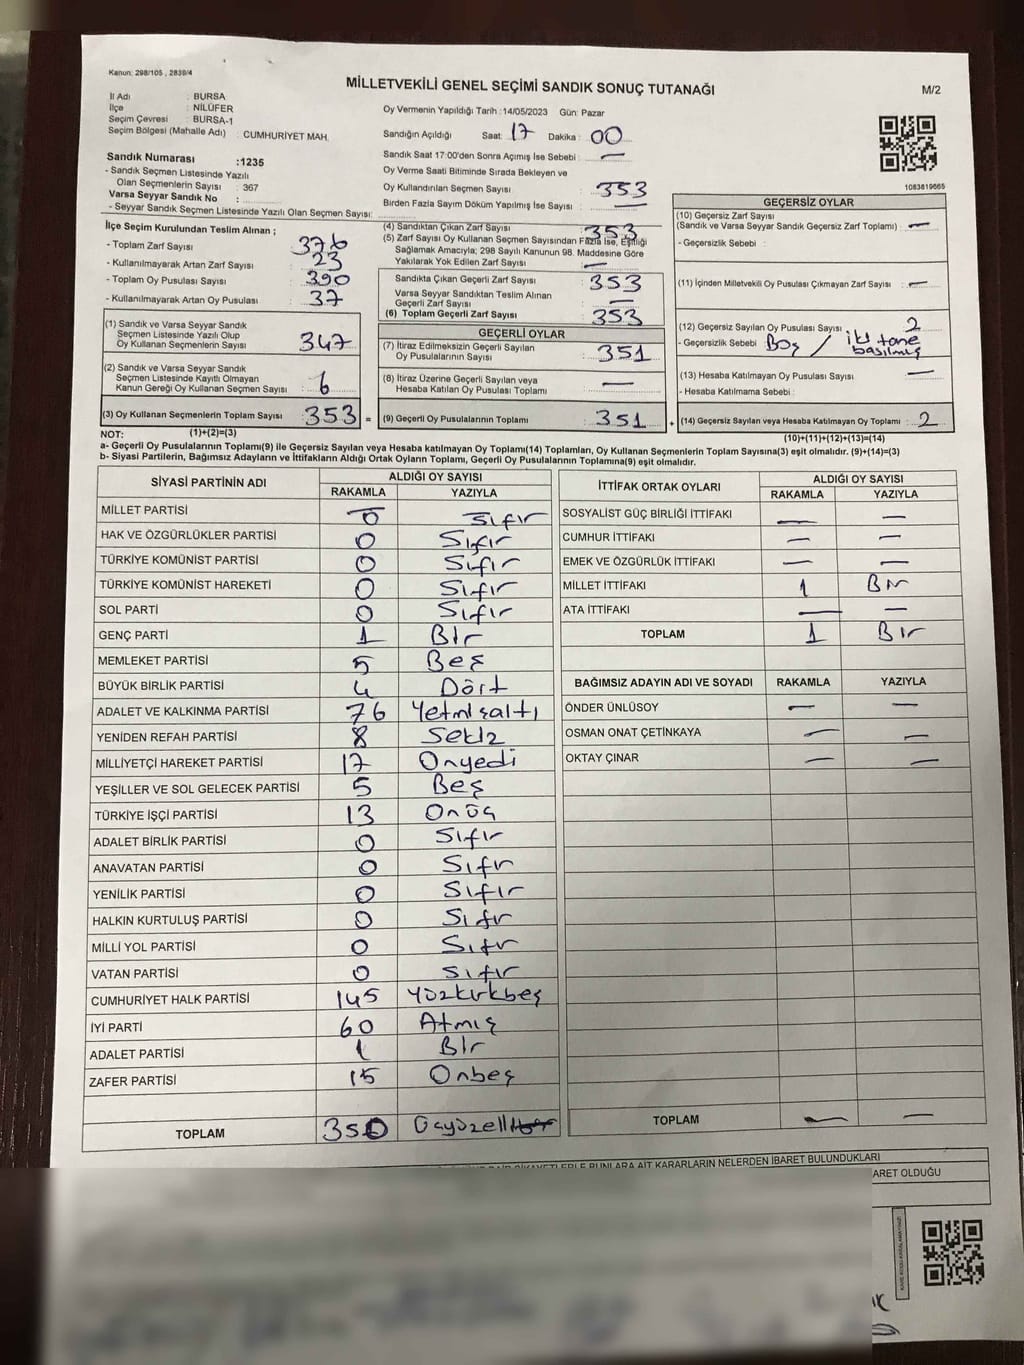 Kanun: 298/105 , 2839/4
MİLLETVEKİLİ GENEL SEÇİMİ SANDIK SONUÇ TUTANAĞI
M/2
İl Adı : BURSA
İlçe : NİLÜFER
Seçim Çevresi : BURSA-1
Seçim Bölgesi (Mahalle Adı) : CUMHURİYET MAH.
Sandık Numarası :1235
- Sandık Seçmen Listesinde Yazılı
Olan Seçmenlerin Sayısı : 367
Varsa Seyyar Sandık No :
- Seyyar Sandık Seçmen Listesinde Yazılı Olan Seçmen Sayısı:
Oy Vermenin Yapıldığı Tarih :14/05/2023 Gün: Pazar
Sandığın Açıldığı Saat: 17 Dakika : 00
Sandık Saat 17:00'den Sonra Açımış İse Sebebi : —
Oy Verme Saati Bitiminde Sırada Bekleyen ve
Oy Kullandırılan Seçmen Sayısı : 353
Birden Fazla Sayım Döküm Yapılmış İse Sayısı : —
1083819665
İlçe Seçim Kurulundan Teslim Alınan ;
- Toplam Zarf Sayısı : 376
- Kullanılmayarak Artan Zarf Sayısı : 23
- Toplam Oy Pusulası Sayısı : 390
- Kullanılmayarak Artan Oy Pusulası : 37
(1) Sandık ve Varsa Seyyar Sandık
Seçmen Listesinde Yazılı Olup
Oy Kullanan Seçmenlerin Sayısı : 347
(2) Sandık ve Varsa Seyyar Sandık
Seçmen Listesinde Kayıtlı Olmayan
Kanun Gereği Oy Kullanan Seçmen Sayısı : 6
(3) Oy Kullanan Seçmenlerin Toplam Sayısı : 353 =
(4) Sandıktan Çıkan Zarf Sayısı : 353
(5) Zarf Sayısı Oy Kullanan Seçmen Sayısından Fazla İse, Eşitliği
Sağlamak Amacıyla; 298 Sayılı Kanunun 98. Maddesine Göre
Yakılarak Yok Edilen Zarf Sayısı : —
Sandıkta Çıkan Geçerli Zarf Sayısı : 353
Varsa Seyyar Sandıktan Teslim Alınan
Geçerli Zarf Sayısı : —
(6) Toplam Geçerli Zarf Sayısı : 353
GEÇERLİ OYLAR
(7) İtiraz Edilmeksizin Geçerli Sayılan
Oy Pusulalarının Sayısı : 351
(8) İtiraz Üzerine Geçerli Sayılan veya
Hesaba Katılan Oy Pusulası Toplamı : —
(9) Geçerli Oy Pusulalarının Toplamı : 351 +
GEÇERSİZ OYLAR
(10) Geçersiz Zarf Sayısı
(Sandık ve Varsa Seyyar Sandık Geçersiz Zarf Toplamı) : —
- Geçersizlik Sebebi :
(11) İçinden Milletvekili Oy Pusulası Çıkmayan Zarf Sayısı : —
(12) Geçersiz Sayılan Oy Pusulası Sayısı : 2
- Geçersizlik Sebebi : Boş / iki tane
basılmış
(13) Hesaba Katılmayan Oy Pusulası Sayısı : —
- Hesaba Katılmama Sebebi :
(14) Geçersiz Sayılan veya Hesaba Katılmayan Oy Toplamı : 2
NOT: (1)+(2)=(3)
(10)+(11)+(12)+(13)=(14)
a- Geçerli Oy Pusulalarının Toplamı(9) ile Geçersiz Sayılan veya Hesaba katılmayan Oy Toplamı(14) Toplamları, Oy Kullanan Seçmenlerin Toplam Sayısına(3) eşit olmalıdır. (9)+(14)=(3)
b- Siyasi Partilerin, Bağımsız Adayların ve İttifakların Aldığı Ortak Oyların Toplamı, Geçerli Oy Pusulalarının Toplamına(9) eşit olmalıdır.
SİYASİ PARTİNİN ADI ALDIĞI OY SAYISI
RAKAMLA YAZIYLA
MİLLET PARTİSİ 0 Sıfır
HAK VE ÖZGÜRLÜKLER PARTİSİ 0 Sıfır
TÜRKİYE KOMÜNİST PARTİSİ 0 Sıfır
TÜRKİYE KOMÜNİST HAREKETİ 0 Sıfır
SOL PARTİ 0 Sıfır
GENÇ PARTİ 1 Bir
MEMLEKET PARTİSİ 5 Beş
BÜYÜK BİRLİK PARTİSİ 4 Dört
ADALET VE KALKINMA PARTİSİ 76 Yetmişaltı
YENİDEN REFAH PARTİSİ 8 Sekiz
MİLLİYETÇİ HAREKET PARTİSİ 17 Onyedi
YEŞİLLER VE SOL GELECEK PARTİSİ 5 Beş
TÜRKİYE İŞÇİ PARTİSİ 13 Onüç
ADALET BİRLİK PARTİSİ 0 Sıfır
ANAVATAN PARTİSİ 0 Sıfır
YENİLİK PARTİSİ 0 Sıfır
HALKIN KURTULUŞ PARTİSİ 0 Sıfır
MİLLİ YOL PARTİSİ 0 Sıfır
VATAN PARTİSİ 0 Sıfır
CUMHURİYET HALK PARTİSİ 145 Yüzkırkbeş
İYİ PARTİ 60 Atmış
ADALET PARTİSİ 1 Bir
ZAFER PARTİSİ 15 Onbeş
TOPLAM 350 Üçyüzelli
İTTİFAK ORTAK OYLARI ALDIĞI OY SAYISI
RAKAMLA YAZIYLA
SOSYALİST GÜÇ BİRLİĞİ İTTİFAKI — —
CUMHUR İTTİFAKI — —
EMEK VE ÖZGÜRLÜK İTTİFAKI — —
MİLLET İTTİFAKI 1 Bir
ATA İTTİFAKI — —
TOPLAM 1 Bir
BAĞIMSIZ ADAYIN ADI VE SOYADI RAKAMLA YAZIYLA
ÖNDER ÜNLÜSOY — —
OSMAN ONAT ÇETİNKAYA — —
OKTAY ÇINAR — —
TOPLAM — —
BUNLARA AİT KARARLARIN NELERDEN İBARET BULUNDUKLARI
ARET OLDUĞU